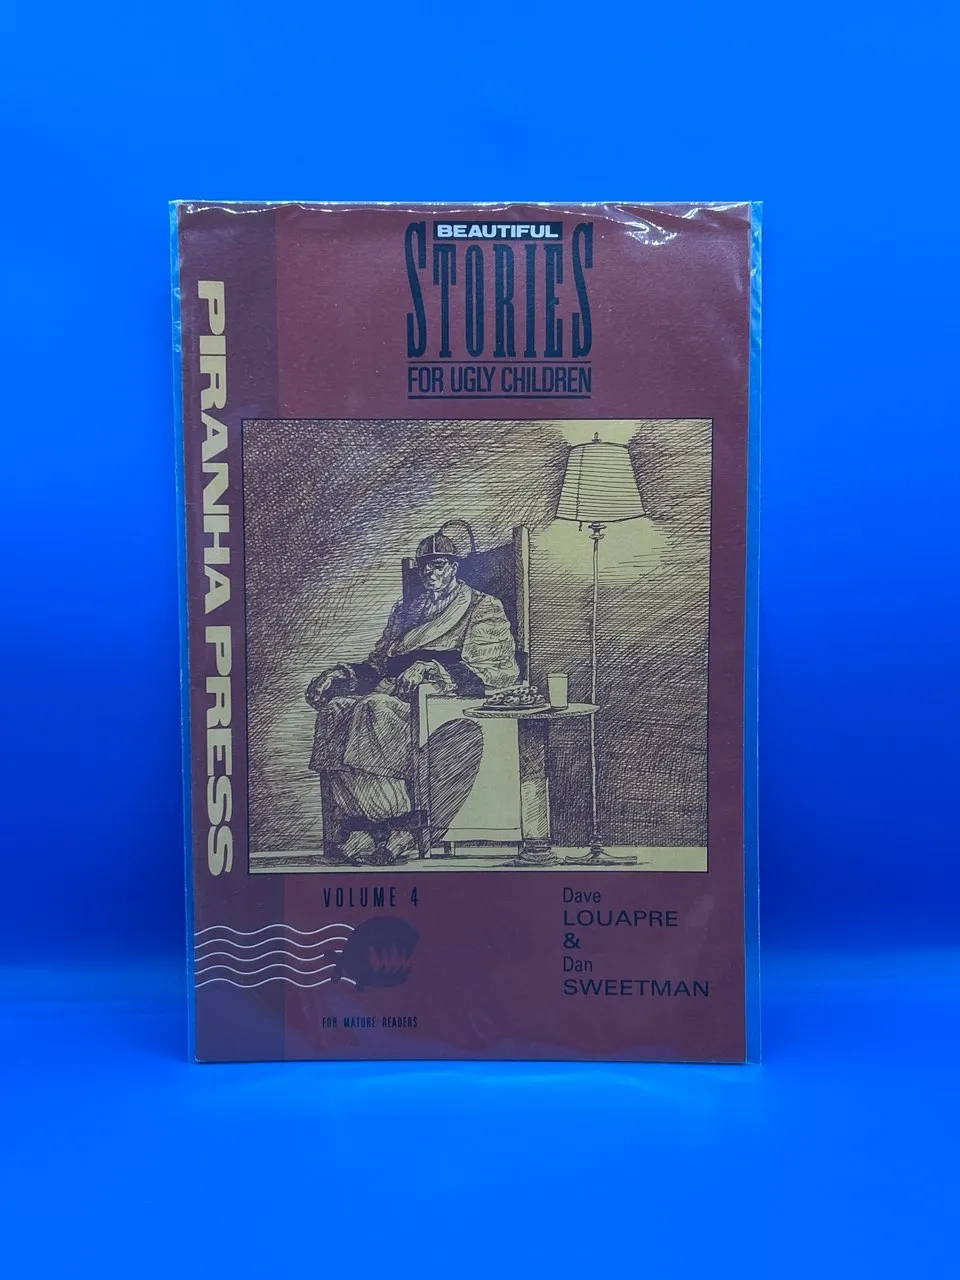 BEAUTIFUL
STORIES
FOR UGLY CHILDREN
PIRANHA PRESS
VOLUME 4
FOR MATURE READERS
Dave
LOUAPRE
&
Dan
SWEETMAN